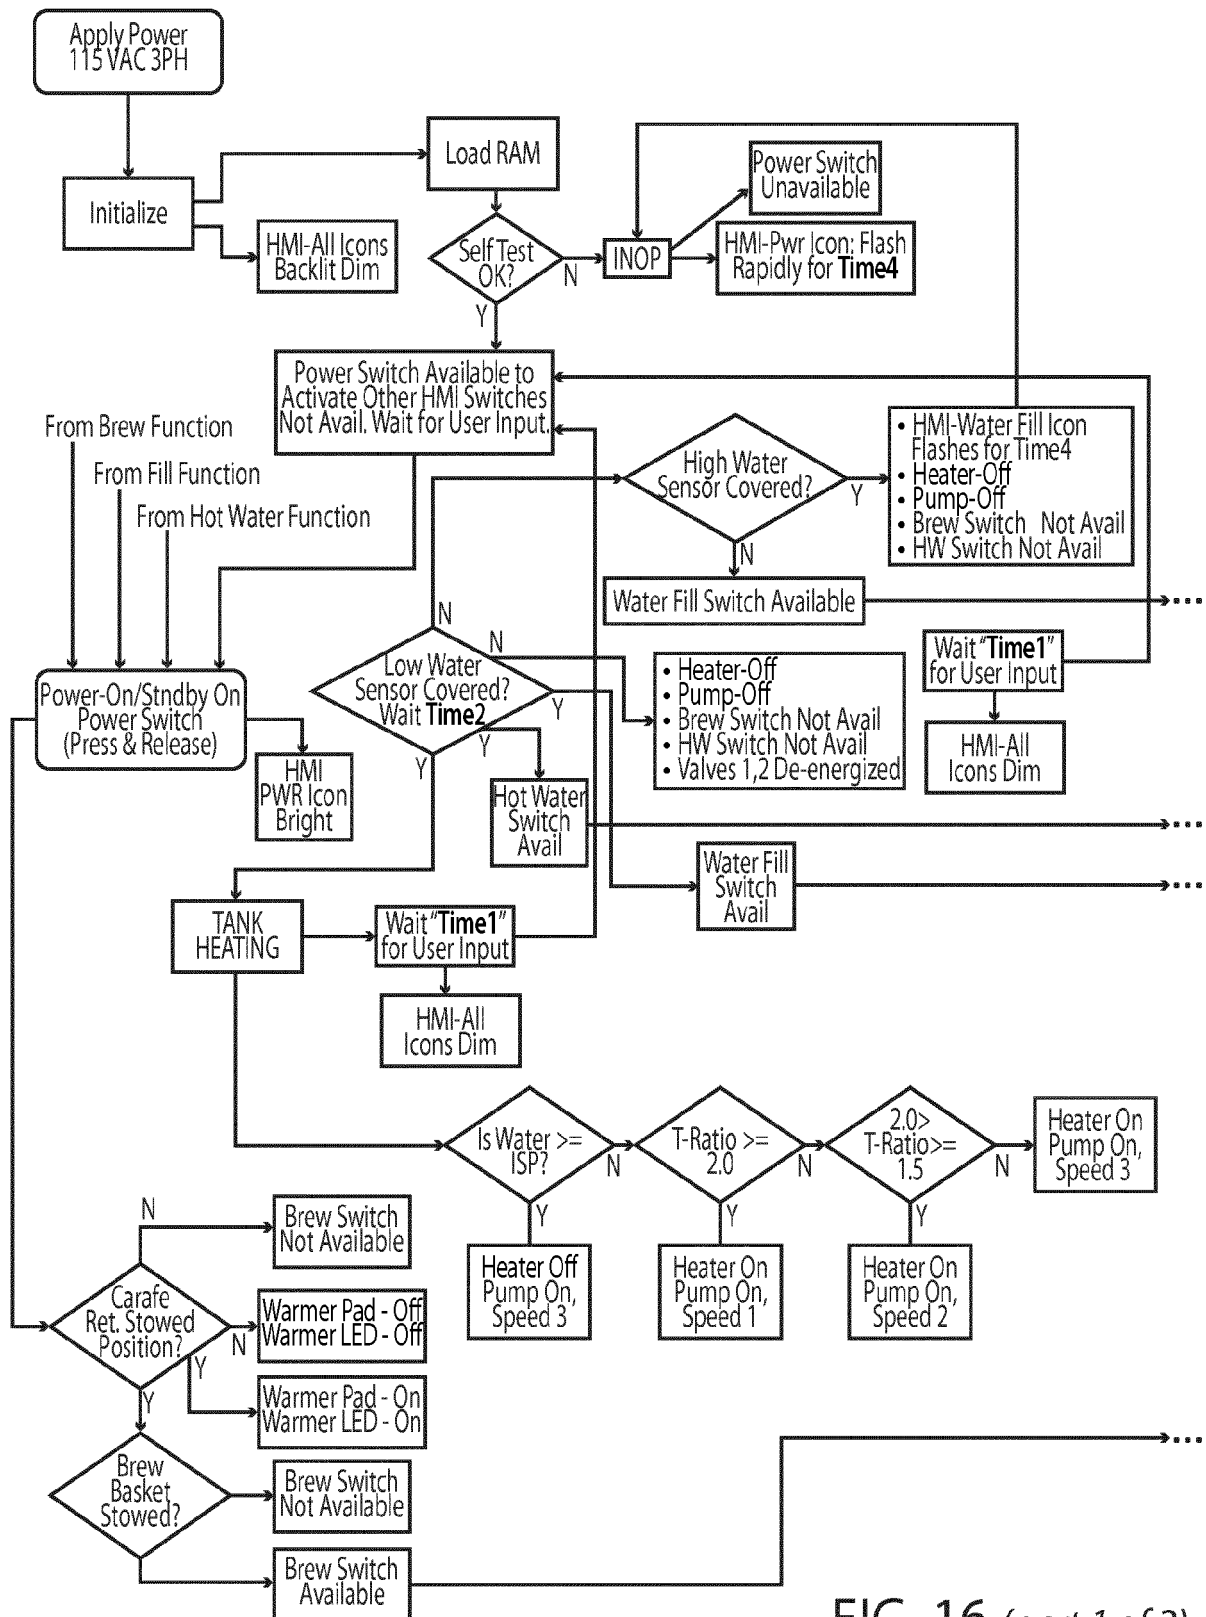 Apply Power
115 VAC 3PH
Initialize
Load RAM
HMI-All Icons
Backlit Dim
Self Test
OK?
N
Y
INOP
Power Switch
Unavailable
HMI-Pwr Icon: Flash
Rapidly for Time4
Power Switch Available to
Activate Other HMI Switches
Not Avail. Wait for User Input.
From Brew Function
From Fill Function
From Hot Water Function
High Water
Sensor Covered?
Y
N
• HMI-Water Fill Icon
Flashes for Time4
• Heater-Off
• Pump-Off
• Brew Switch Not Avail
• HW Switch Not Avail
Water Fill Switch Available
...
Wait "Time1"
for User Input
HMI-All
Icons Dim
Power-On/Stndby On
Power Switch
(Press & Release)
HMI
PWR Icon
Bright
N
N
Low Water
Sensor Covered?
Wait Time2
Y
Y
Y
• Heater-Off
• Pump-Off
• Brew Switch Not Avail
• HW Switch Not Avail
• Valves 1,2 De-energized
Hot Water
Switch
Avail
...
Water Fill
Switch
Avail
...
TANK
HEATING
Wait "Time1"
for User Input
HMI-All
Icons Dim
Is Water >=
ISP?
N
Y
T-Ratio >=
2.0
N
Y
2.0>
T-Ratio>=
1.5
N
Y
Heater On
Pump On,
Speed 3
Heater Off
Pump On,
Speed 3
Heater On
Pump On,
Speed 1
Heater On
Pump On,
Speed 2
N
Brew Switch
Not Available
Carafe
Ret. Stowed
Position?
N
Y
Y
Warmer Pad - Off
Warmer LED - Off
Warmer Pad - On
Warmer LED - On
...
Brew
Basket
Stowed?
Brew Switch
Not Available
Brew Switch
Available
FIG. 16 (part 1 of 2)